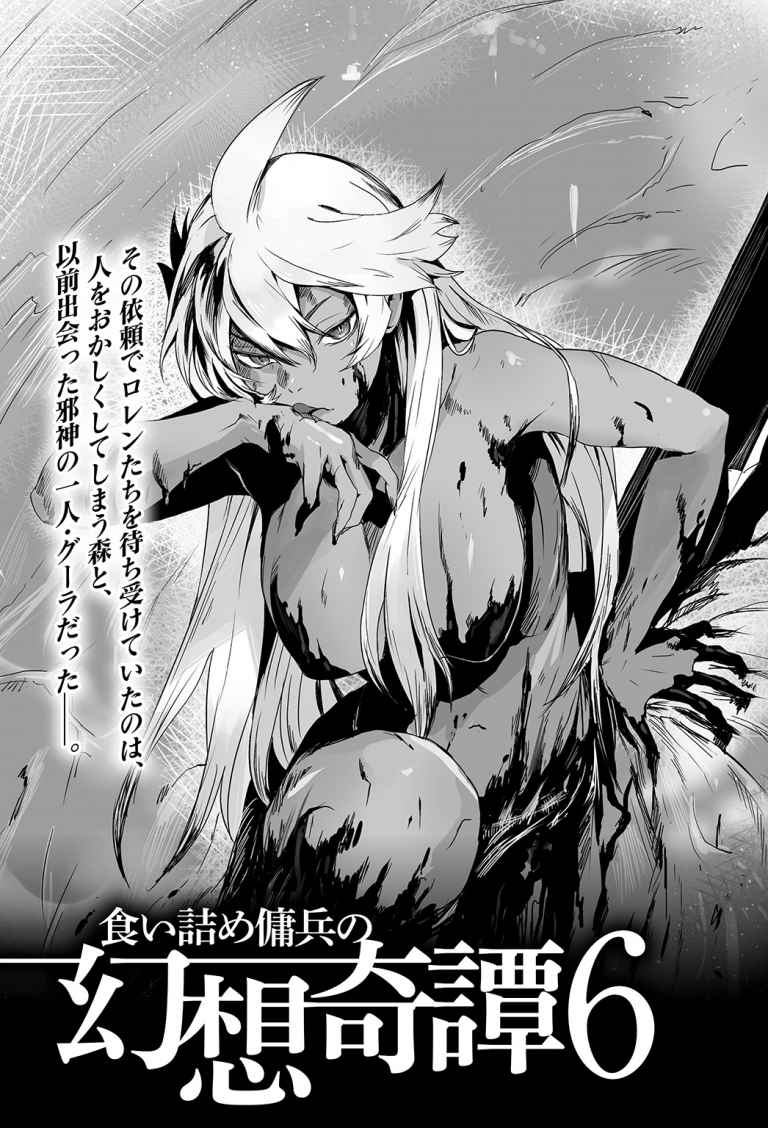 その依頼でロレンたちを待ち受けていたのは、
人をおかしくしてしまう森と、
以前出会った邪神の一人・グーラだった――。
食い詰め傭兵の
幻想奇譚6